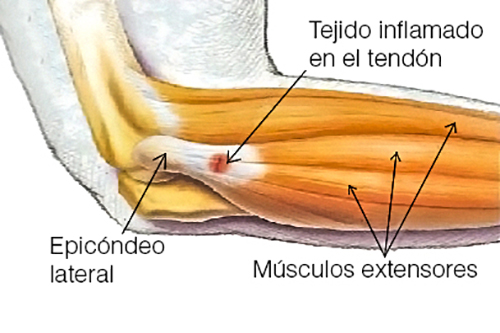 Tejido inflamado
en el tendón
Epicóndeo
lateral
Músculos extensores